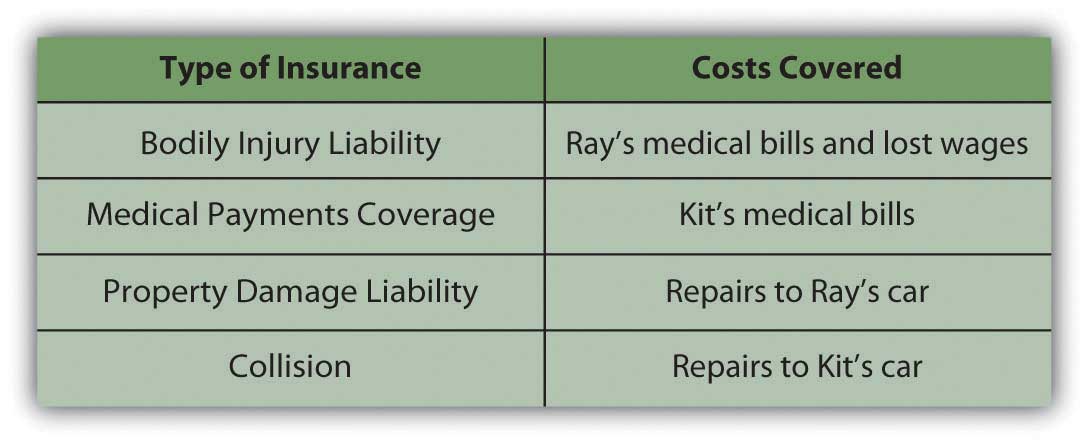 Type of Insurance Costs Covered
Bodily Injury Liability Ray’s medical bills and lost wages
Medical Payments Coverage Kit’s medical bills
Property Damage Liability Repairs to Ray’s car
Collision Repairs to Kit’s car